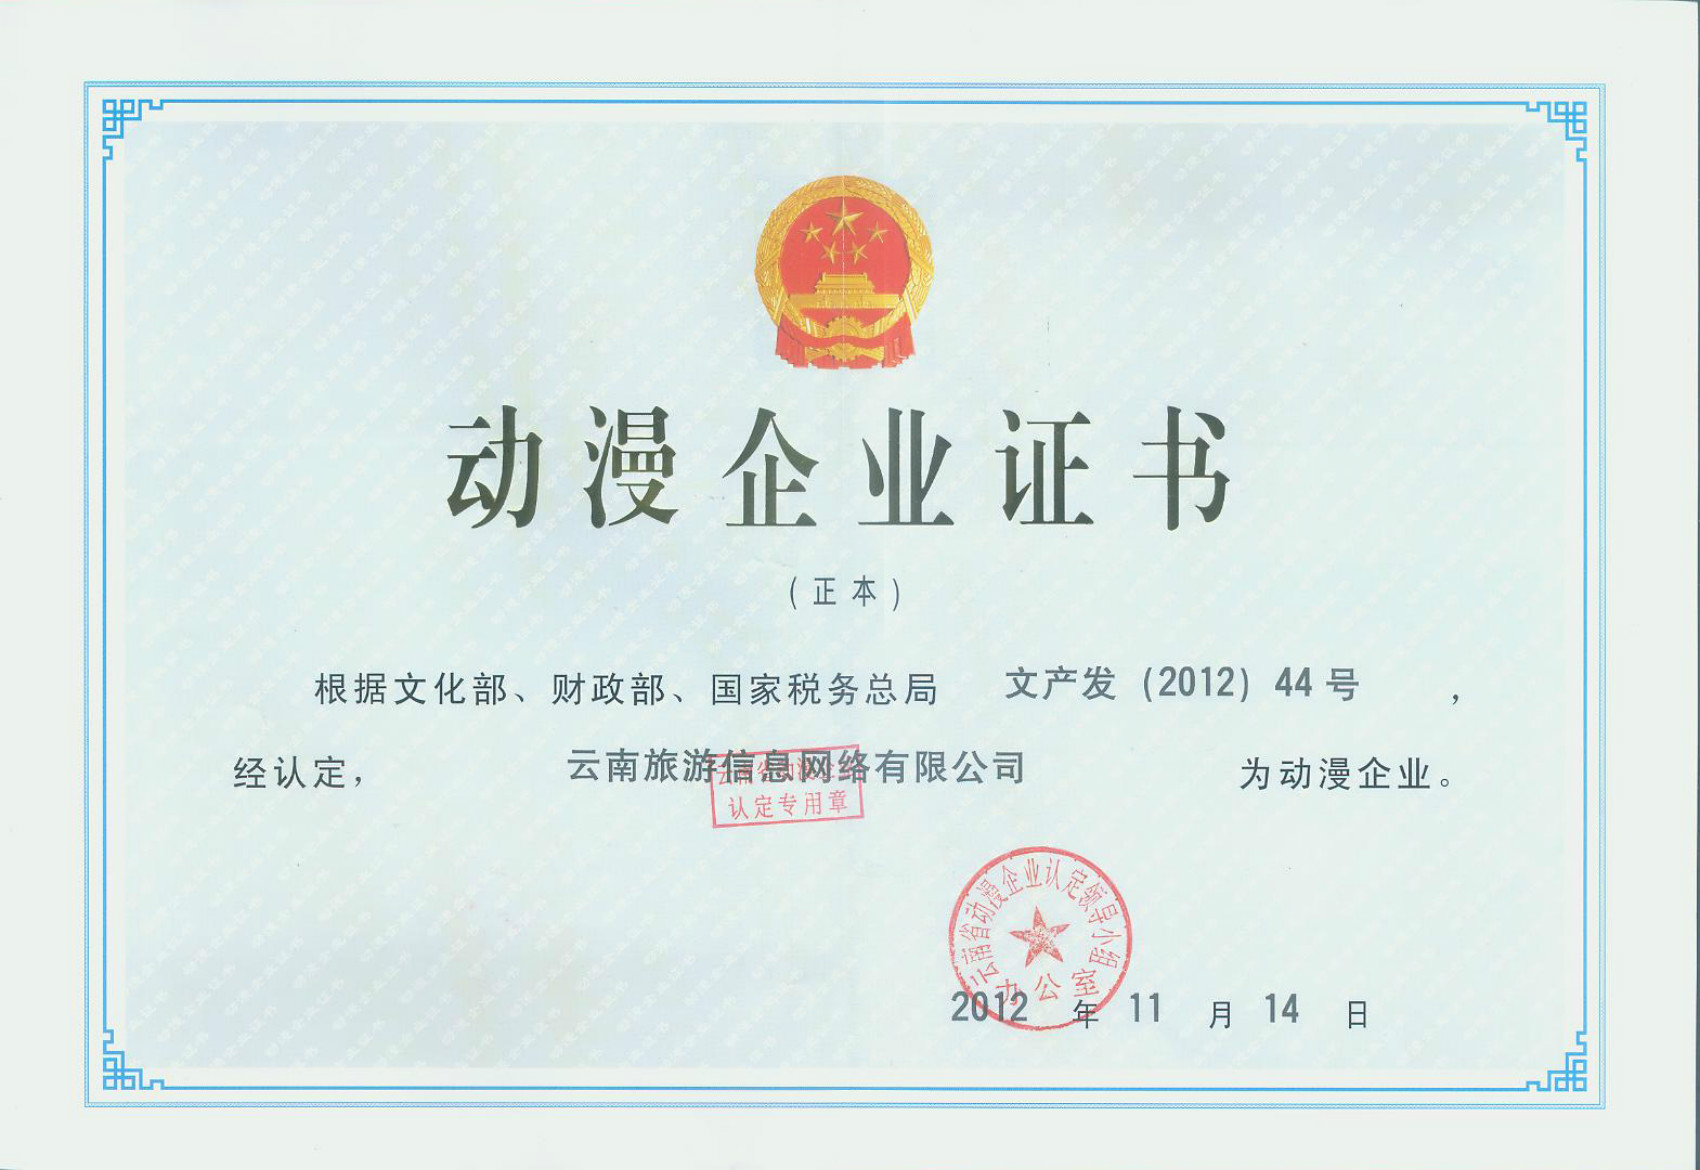 动漫企业证书
(正本)
根据文化部、财政部、国家税务总局 文产发 (2012) 44 号 ,
经认定, 云南旅游信息网络有限公司 为动漫企业。
认定专用章
云南省动漫企业认定领导小组
办公室
2012 年 11 月 14 日